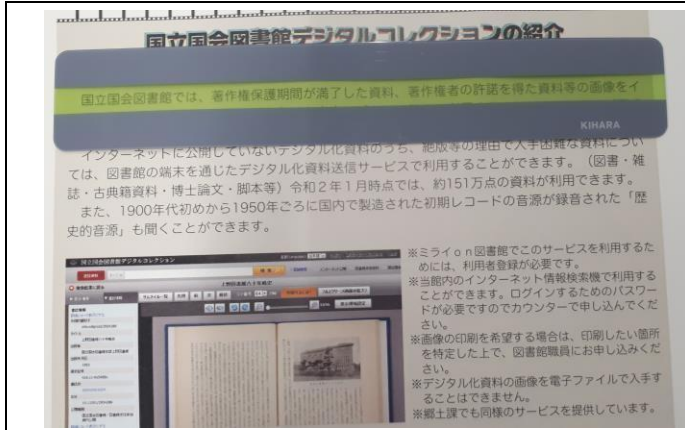 国立国会図書館デジタルコレクションの紹介
国立国会図書館では、著作権保護期間が満了した資料、著作権者の許諾を得た資料等の画像をイ
KIHARA
インターネットに公開していないデジタル化資料のうち、絶版等の理由で入手困難な資料につい
ては、図書館の端末を通じたデジタル化資料送信サービスで利用することができます。（図書・雑
誌・古典籍資料・博士論文・脚本等）令和２年１月時点では、約151万点の資料が利用できます。
また、1900年代初めから1950年ごろに国内で製造された初期レコードの音源が録音された「歴
史的音源」も聞くことができます。
国立国会図書館デジタルコレクション
※ミライｏｎ図書館でこのサービスを利用するた
めには、利用者登録が必要です。
※当館内のインターネット情報検索機で利用する
ことができます。ログインするためのパスワー
ドが必要ですのでカウンターで申し込んでくだ
さい。
※画像の印刷を希望する場合は、印刷したい箇所
を特定した上で、図書館職員にお申し込みくだ
さい。
※デジタル化資料の画像を電子ファイルで入手す
ることはできません。
※郷土課でも同様のサービスを提供しています。